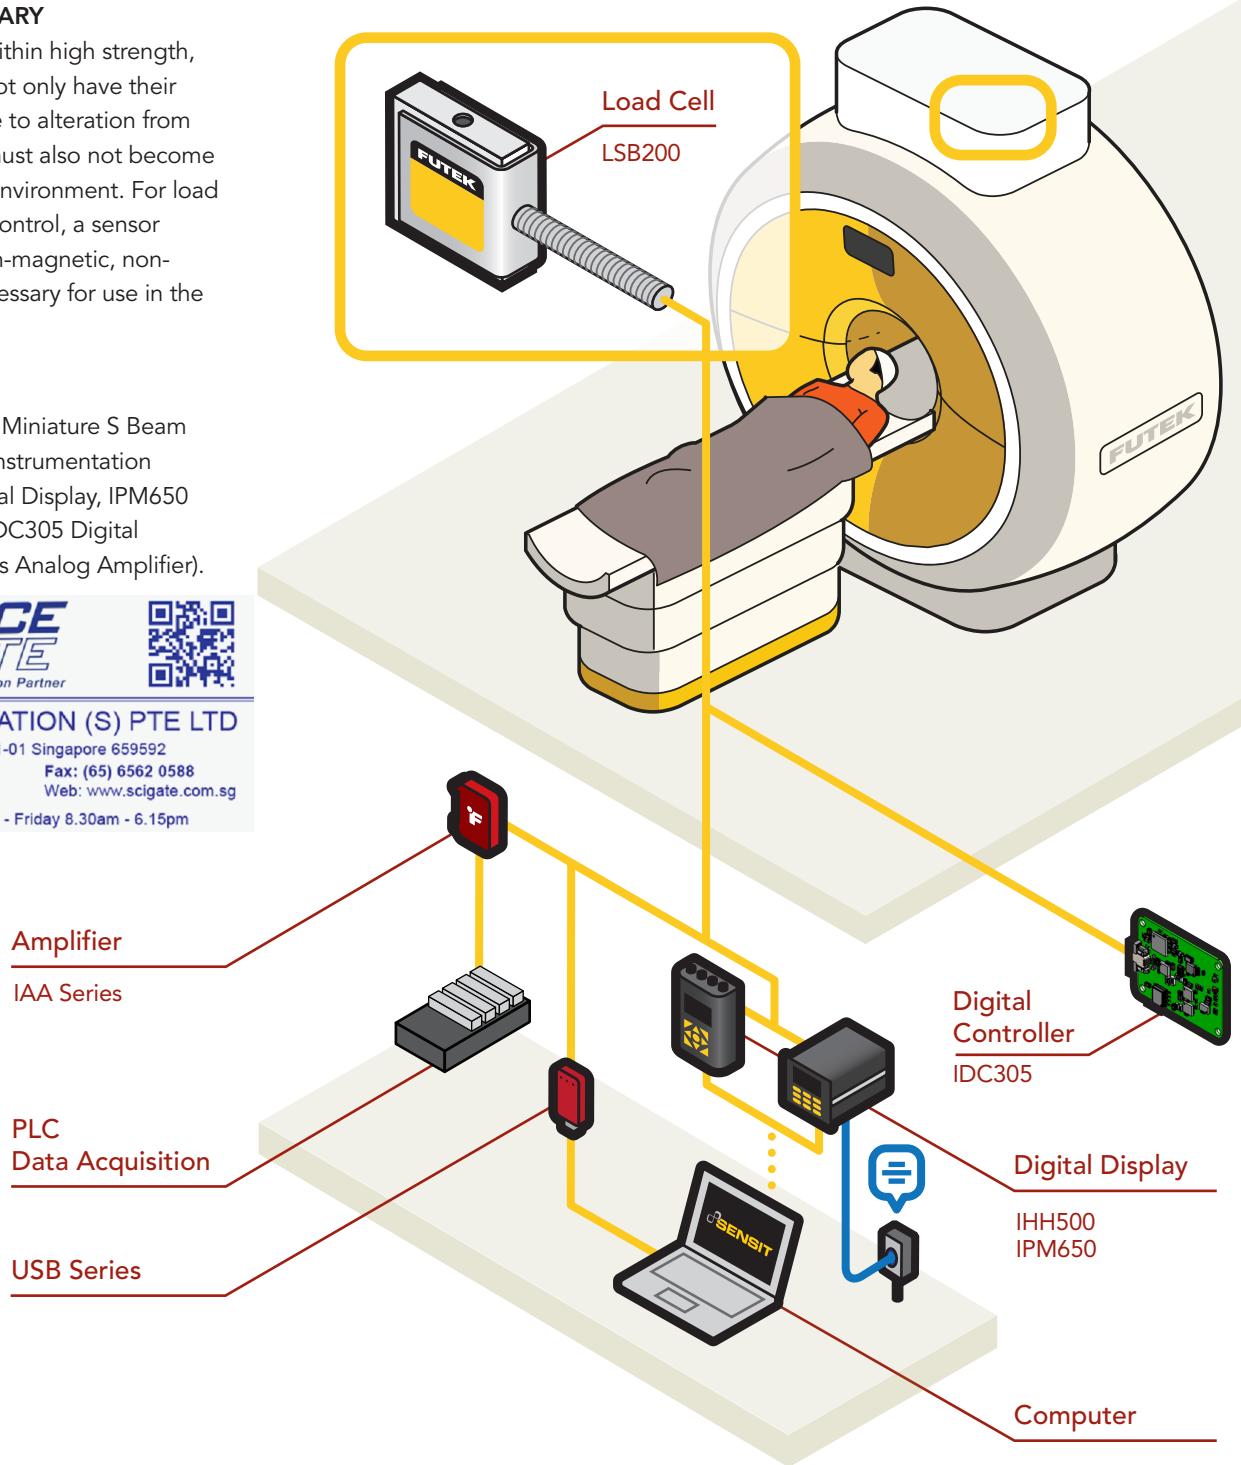 ARY
ithin high strength,
ot only have their
e to alteration from
nust also not become
environment. For load
control, a sensor
n-magnetic, non-
essary for use in the
Miniature S Beam
nstrumentation
al Display, IPM650
DC305 Digital
s Analog Amplifier).
CE
TE
on Partner
ATION (S) PTE LTD
-01 Singapore 659592
Fax: (65) 6562 0588
Web: www.scigate.com.sg
- Friday 8.30am - 6.15pm
Load Cell
LSB200
FUTEK
FUTEK
Amplifier
IAA Series
PLC
Data Acquisition
USB Series
Digital
Controller
IDC305
Digital Display
IHH500
IPM650
SENSIT
Computer